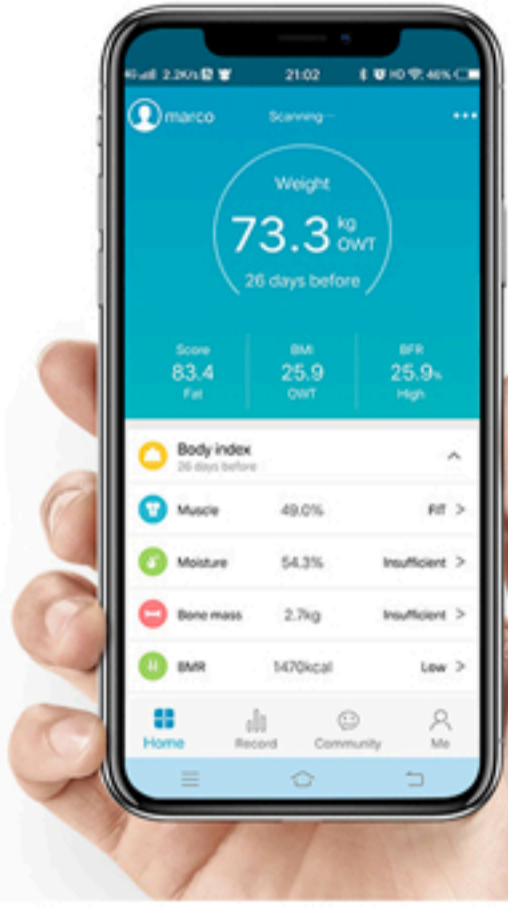 4G 2.2K/s 21:02 HD 46%
marco Scanning··· •••
Weight
73.3 kg OWT
26 days before
Score BMI BFR
83.4 25.9 25.9%
Fat OWT High
Body index
26 days before
Muscle 49.0% FIT >
Moisture 54.3% Insufficient >
Bone mass 2.7kg Insufficient >
BMR 1470kcal Low >
Home Record Community Me